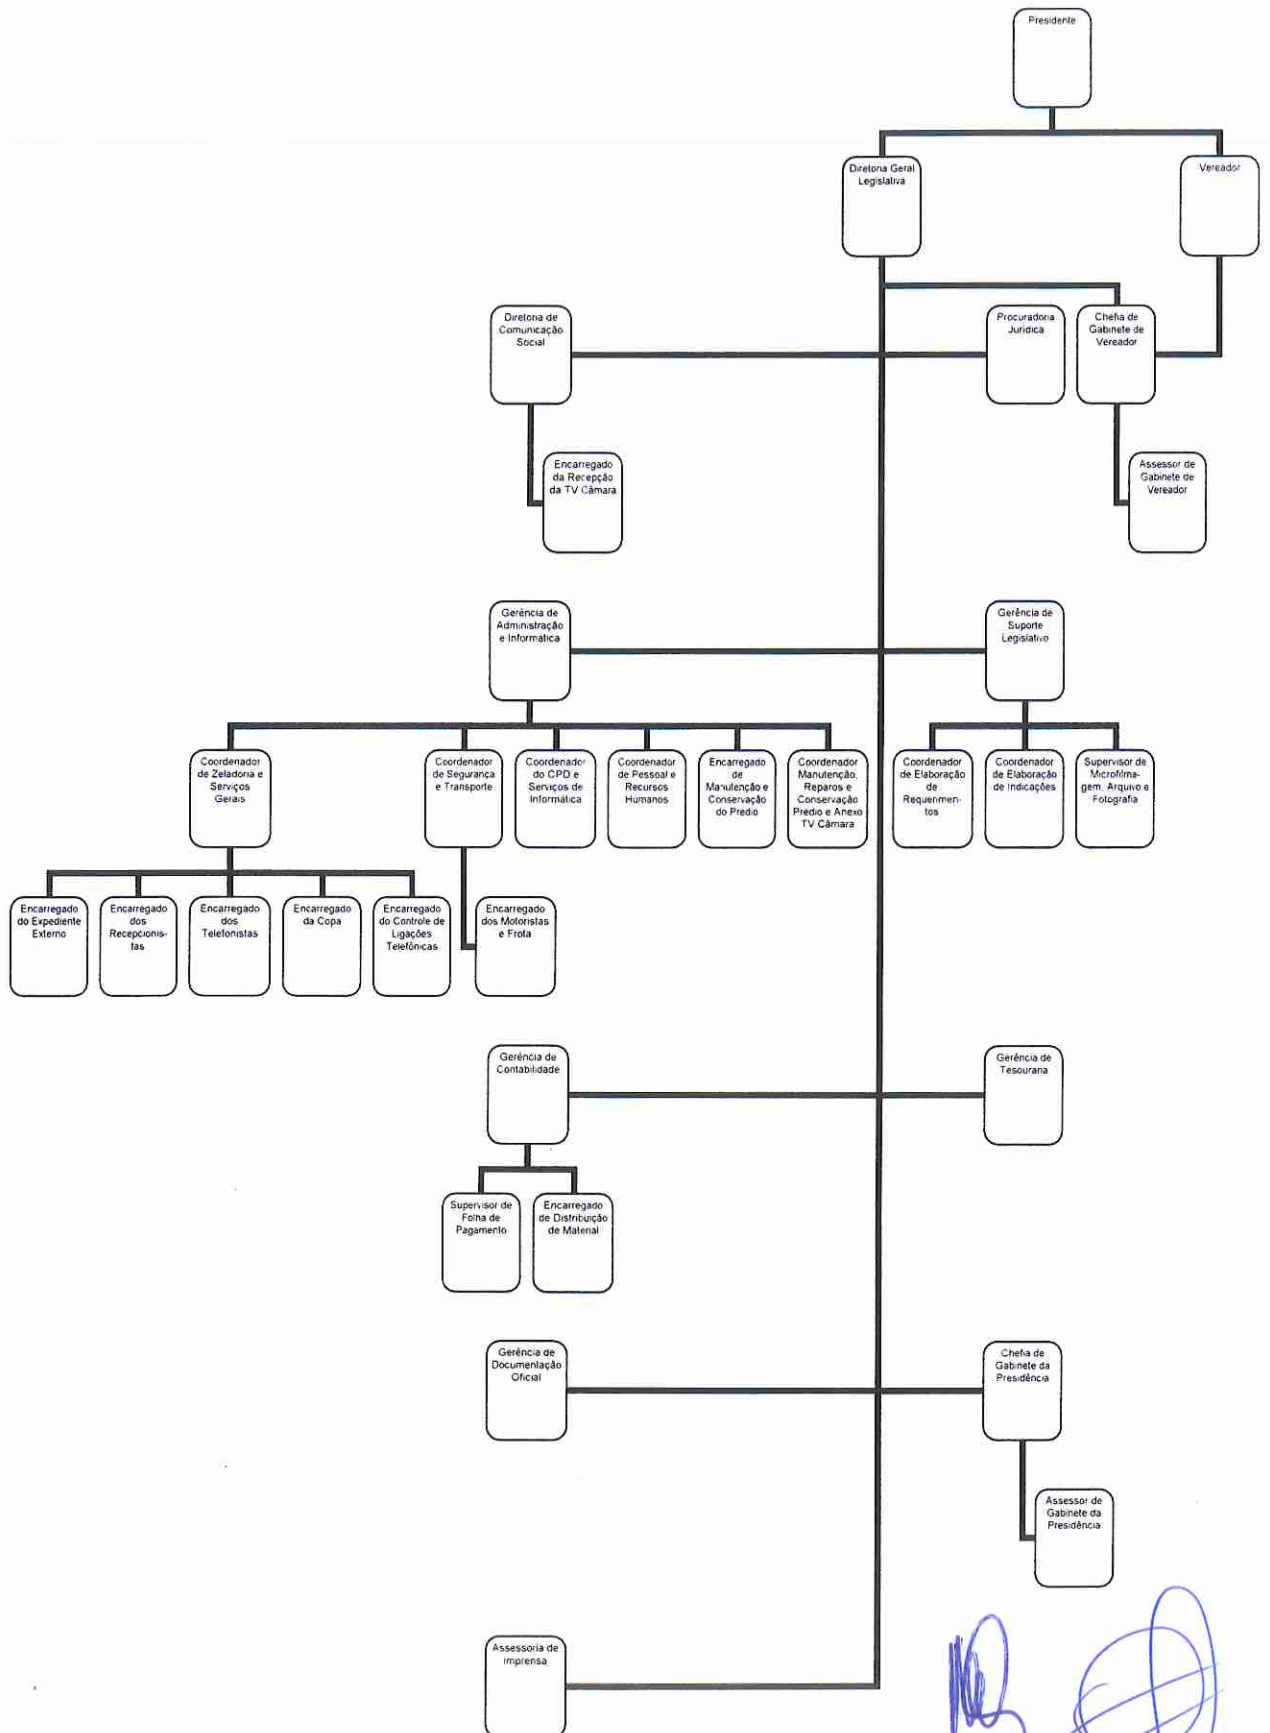 Presidente
Diretoria Geral
Legislativa
Vereador
Diretoria de
Comunicação
Social
Procuradoria
Jurídica
Chefia de
Gabinete de
Vereador
Encarregado
da Recepção
da TV Câmara
Assessor de
Gabinete de
Vereador
Gerência de
Administração
e Informática
Gerência de
Suporte
Legislativo
Coordenador
de Zeladoria e
Serviços
Gerais
Coordenador
de Segurança
e Transporte
Coordenador
do CPD e
Serviços de
Informática
Coordenador
de Pessoal e
Recursos
Humanos
Encarregado
de
Manutenção e
Conservação
do Prédio
Coordenador
Manutenção,
Reparos e
Conservação
Prédio e Anexo
TV Câmara
Coordenador
de Elaboração
de
Requerimen-
tos
Coordenador
de Elaboração
de Indicações
Supervisor de
Microfilma-
gem, Arquivo e
Fotografia
Encarregado
do Expediente
Externo
Encarregado
dos
Recepcionis-
tas
Encarregado
dos
Telefonistas
Encarregado
da Copa
Encarregado
do Controle de
Ligações
Telefônicas
Encarregado
dos Motoristas
e Frota
Gerência de
Contabilidade
Gerência de
Tesouraria
Supervisor de
Folha de
Pagamento
Encarregado
de Distribuição
de Material
Gerência de
Documentação
Oficial
Chefia de
Gabinete da
Presidência
Assessor de
Gabinete da
Presidência
Assessoria de
Imprensa